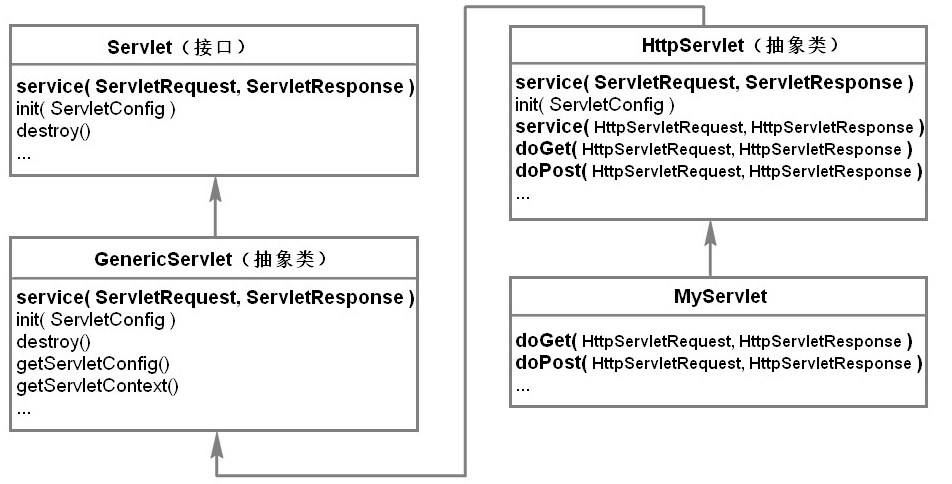 Servlet（接口）
service( ServletRequest, ServletResponse )
init( ServletConfig )
destroy()
...
GenericServlet（抽象类）
service( ServletRequest, ServletResponse )
init( ServletConfig )
destroy()
getServletConfig()
getServletContext()
...
HttpServlet（抽象类）
service( ServletRequest, ServletResponse )
init( ServletConfig )
service( HttpServletRequest, HttpServletResponse )
doGet( HttpServletRequest, HttpServletResponse )
doPost( HttpServletRequest, HttpServletResponse )
...
MyServlet
doGet( HttpServletRequest, HttpServletResponse )
doPost( HttpServletRequest, HttpServletResponse )
...